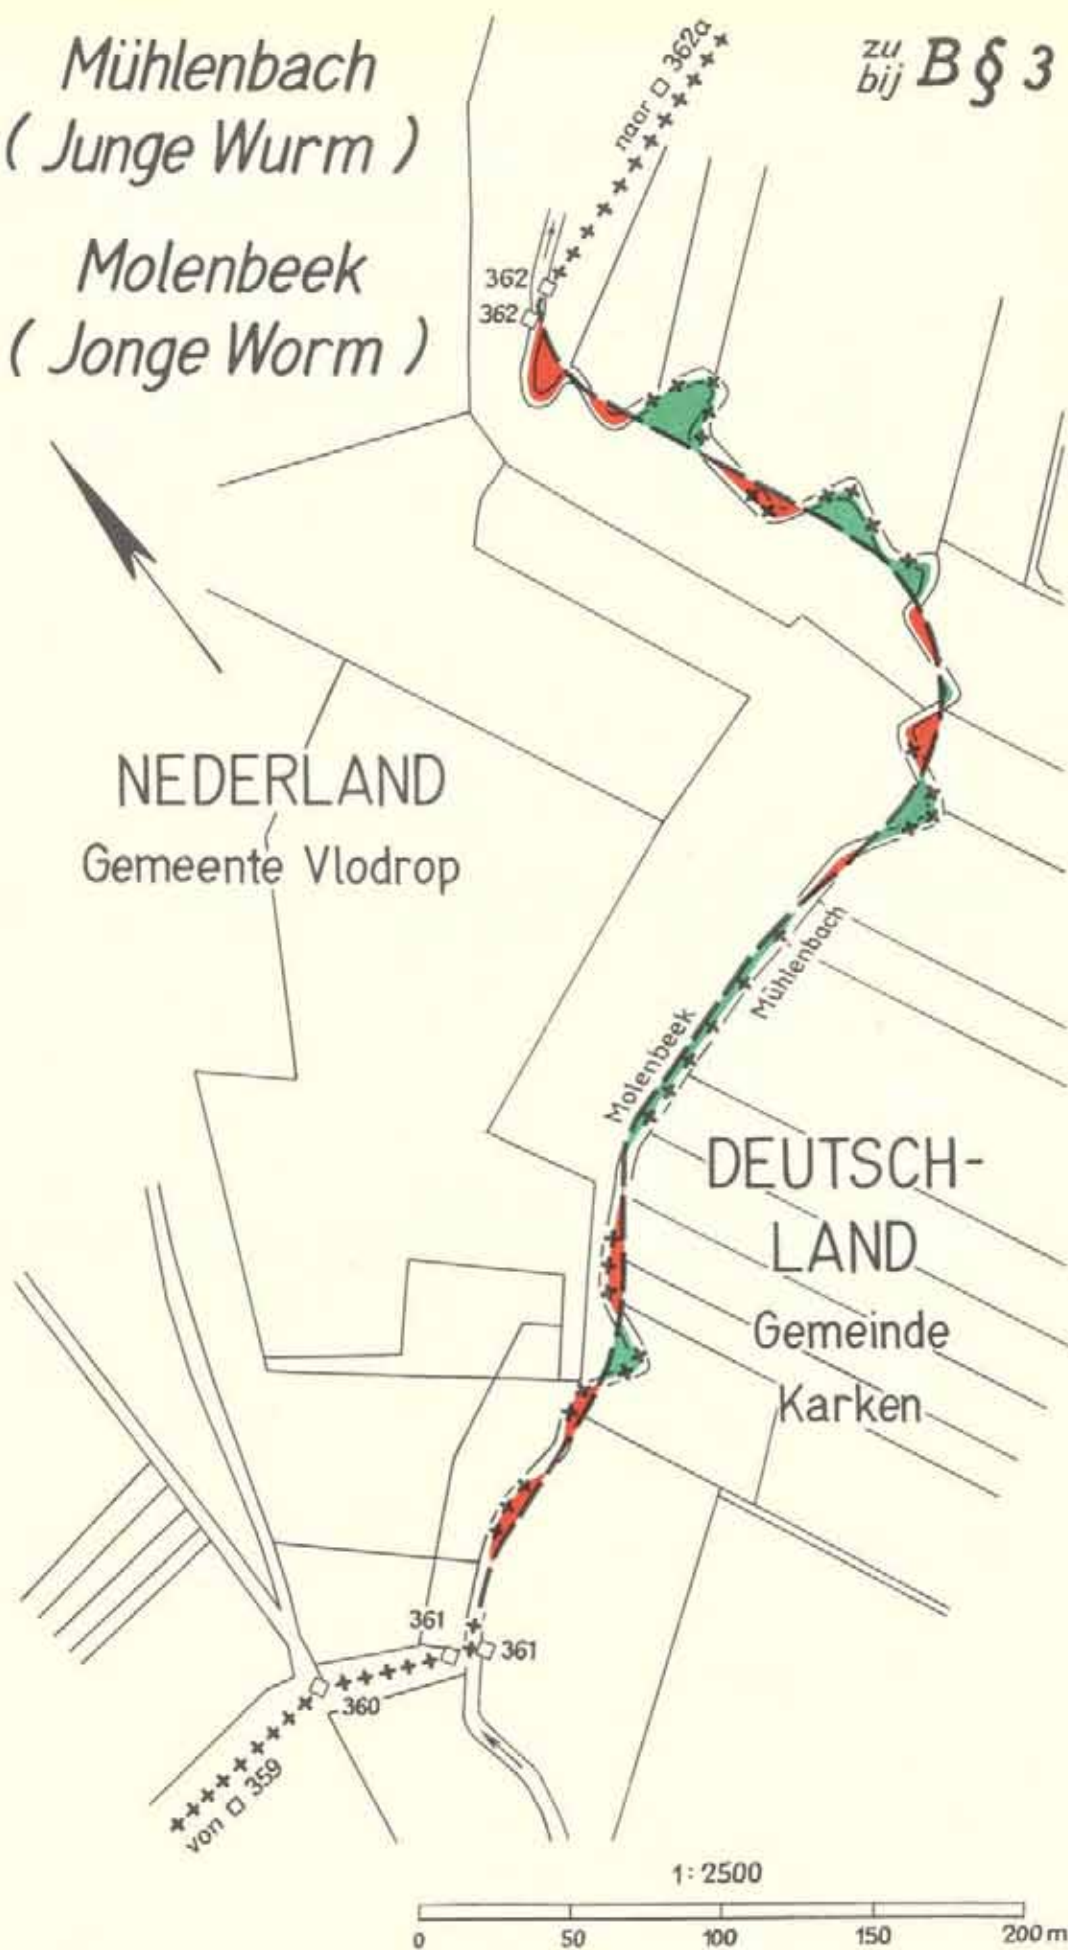 Mühlenbach
( Junge Wurm )
Molenbeek
( Jonge Worm )
zu
bij B § 3
naar □ 362a
362
362
NEDERLAND
Gemeente Vlodrop
Mühlenbach
Molenbeek
DEUTSCH-
LAND
Gemeinde
Karken
361
361
360
von □ 359
1:2500
0 50 100 150 200 m